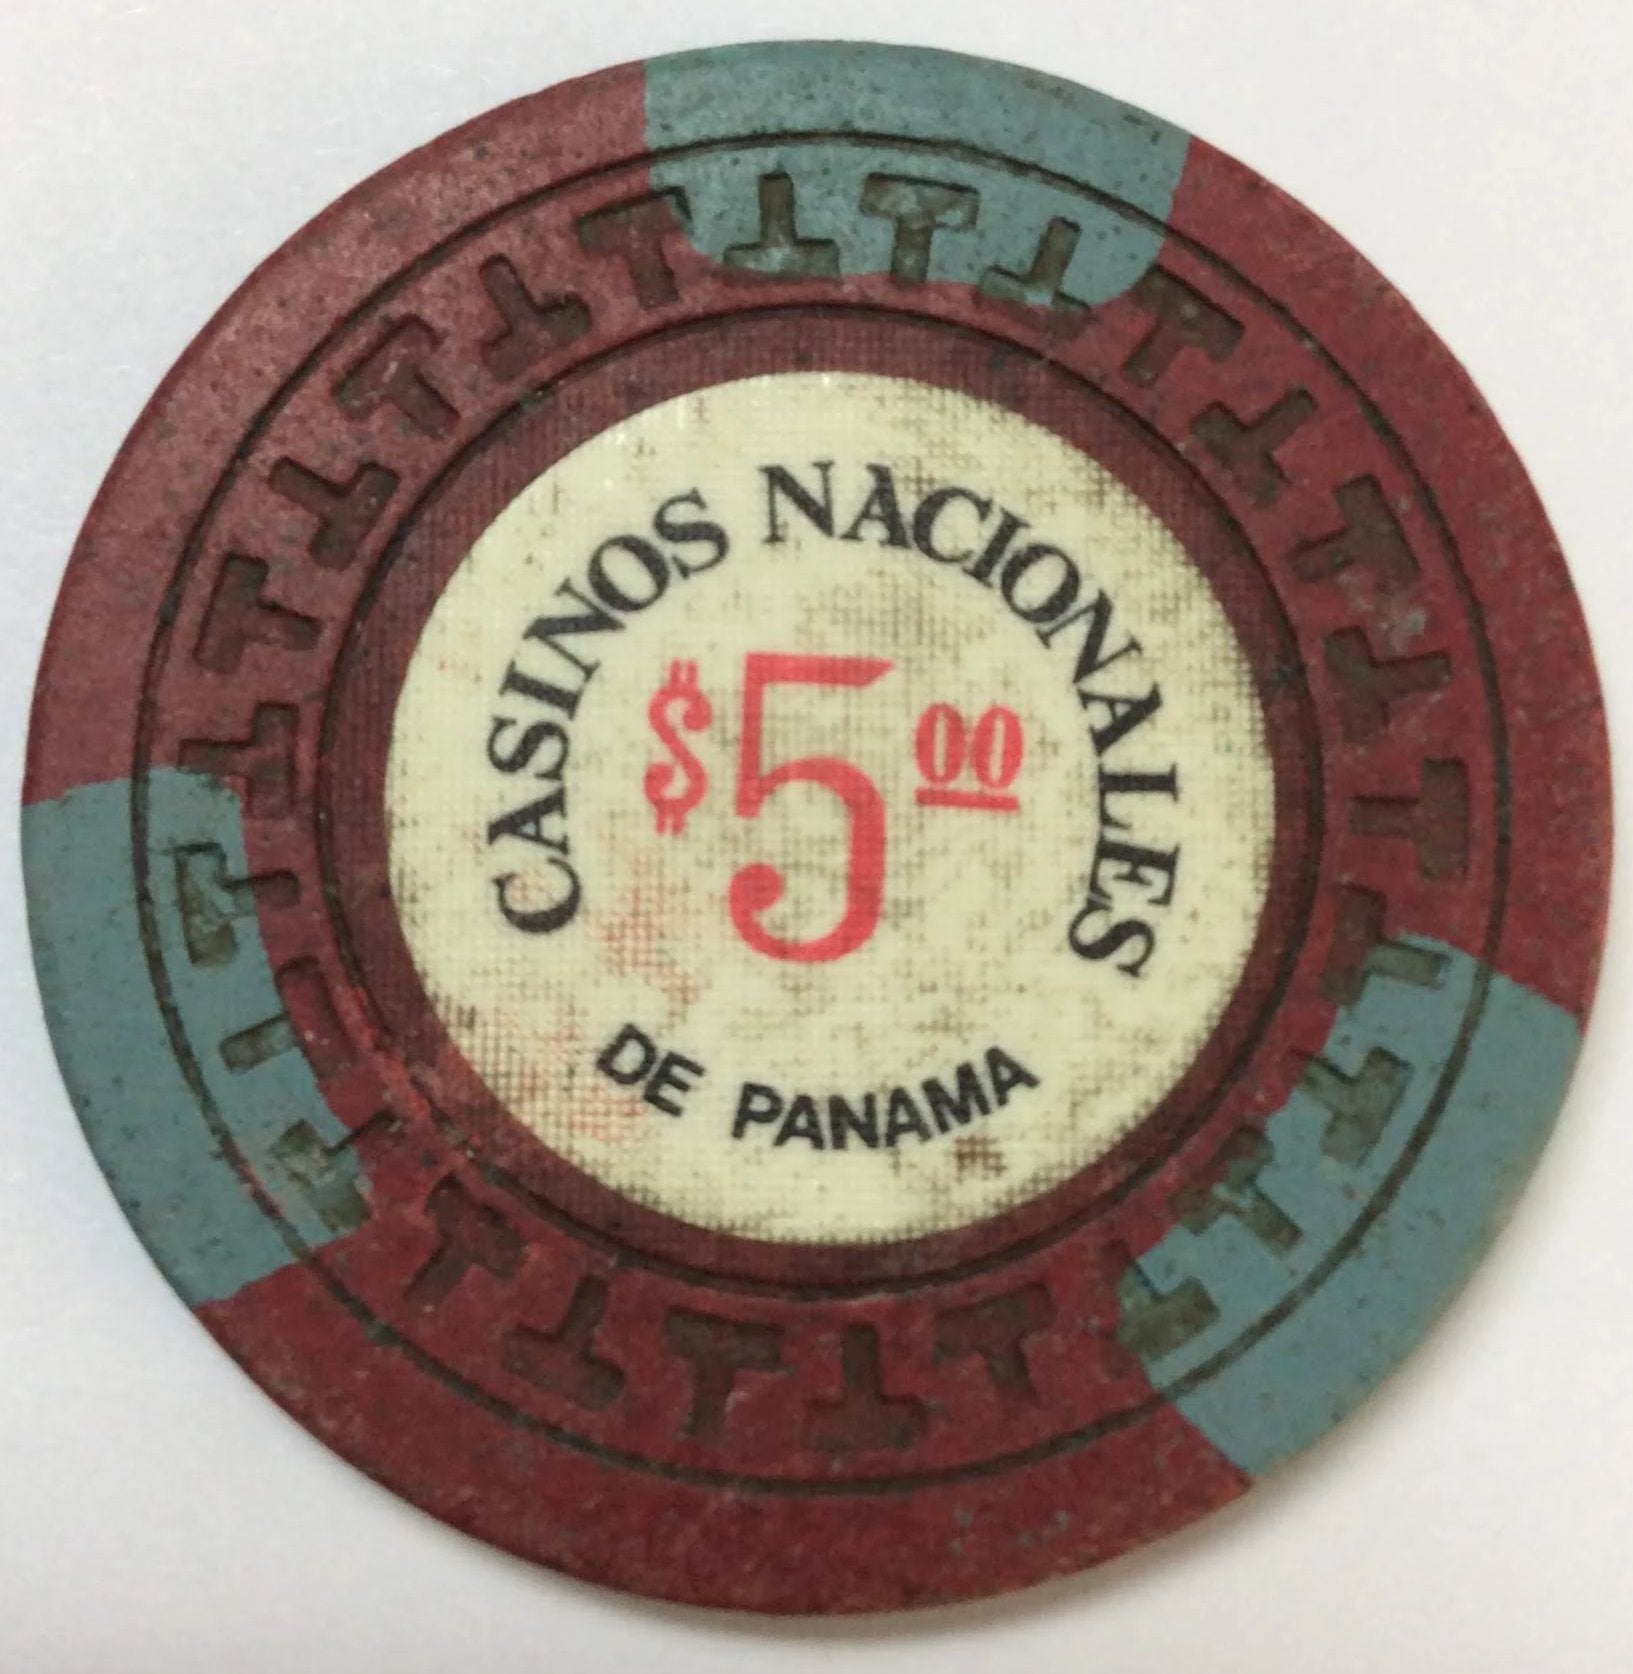 CASINOS NACIONALES
$5 00
DE PANAMA